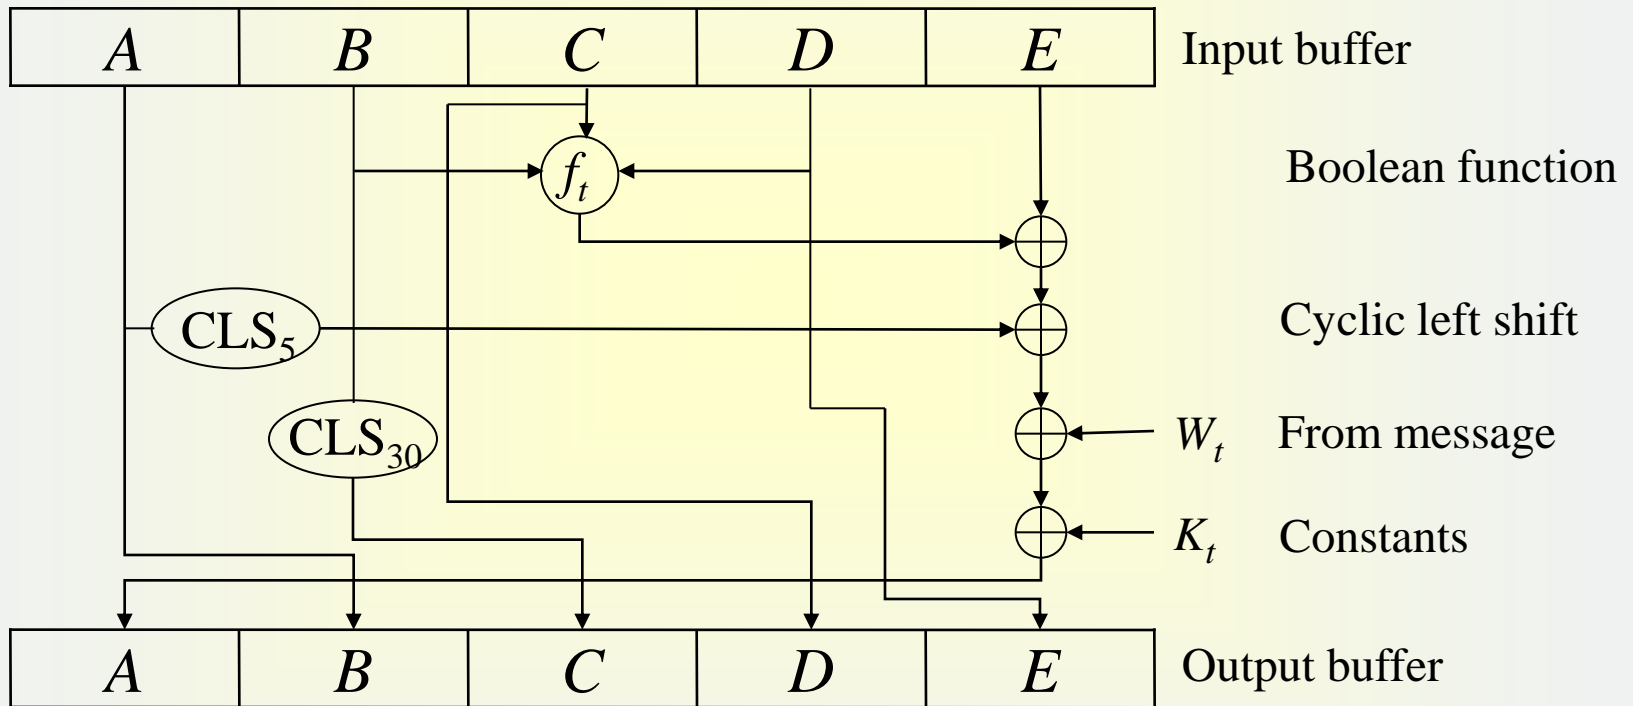 A B C D E Input buffer
f_t Boolean function
CLS_5 Cyclic left shift
CLS_30 W_t From message
K_t Constants
A B C D E Output buffer